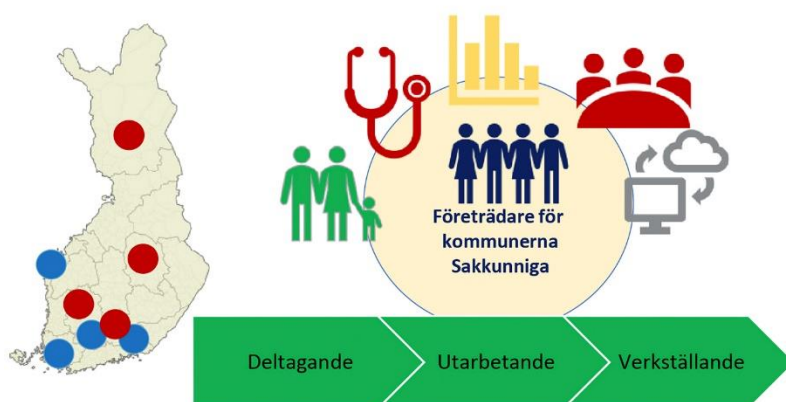 Företrädare för
kommunerna
Sakkunniga
Deltagande
Utarbetande
Verkställande